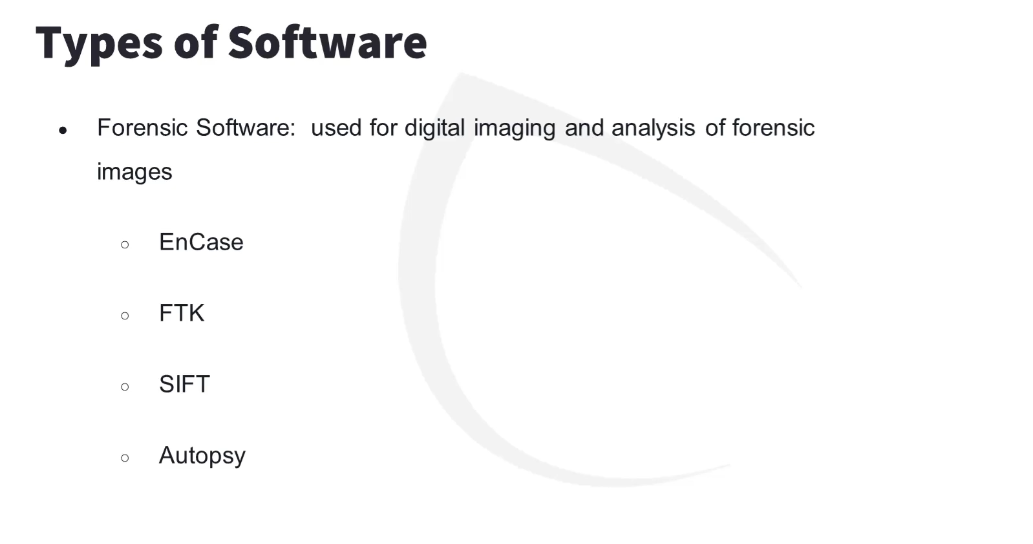 Types of Software
● Forensic Software:  used for digital imaging and analysis of forensic
images
○ EnCase
○ FTK
○ SIFT
○ Autopsy